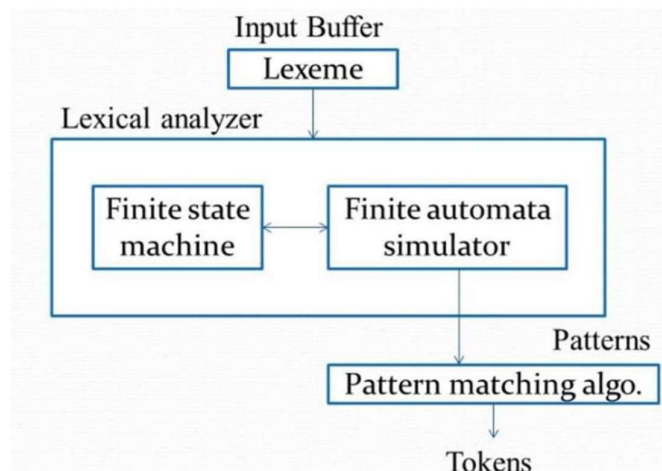 Input Buffer
Lexeme
Lexical analyzer
Finite state
machine
Finite automata
simulator
Patterns
Pattern matching algo.
Tokens